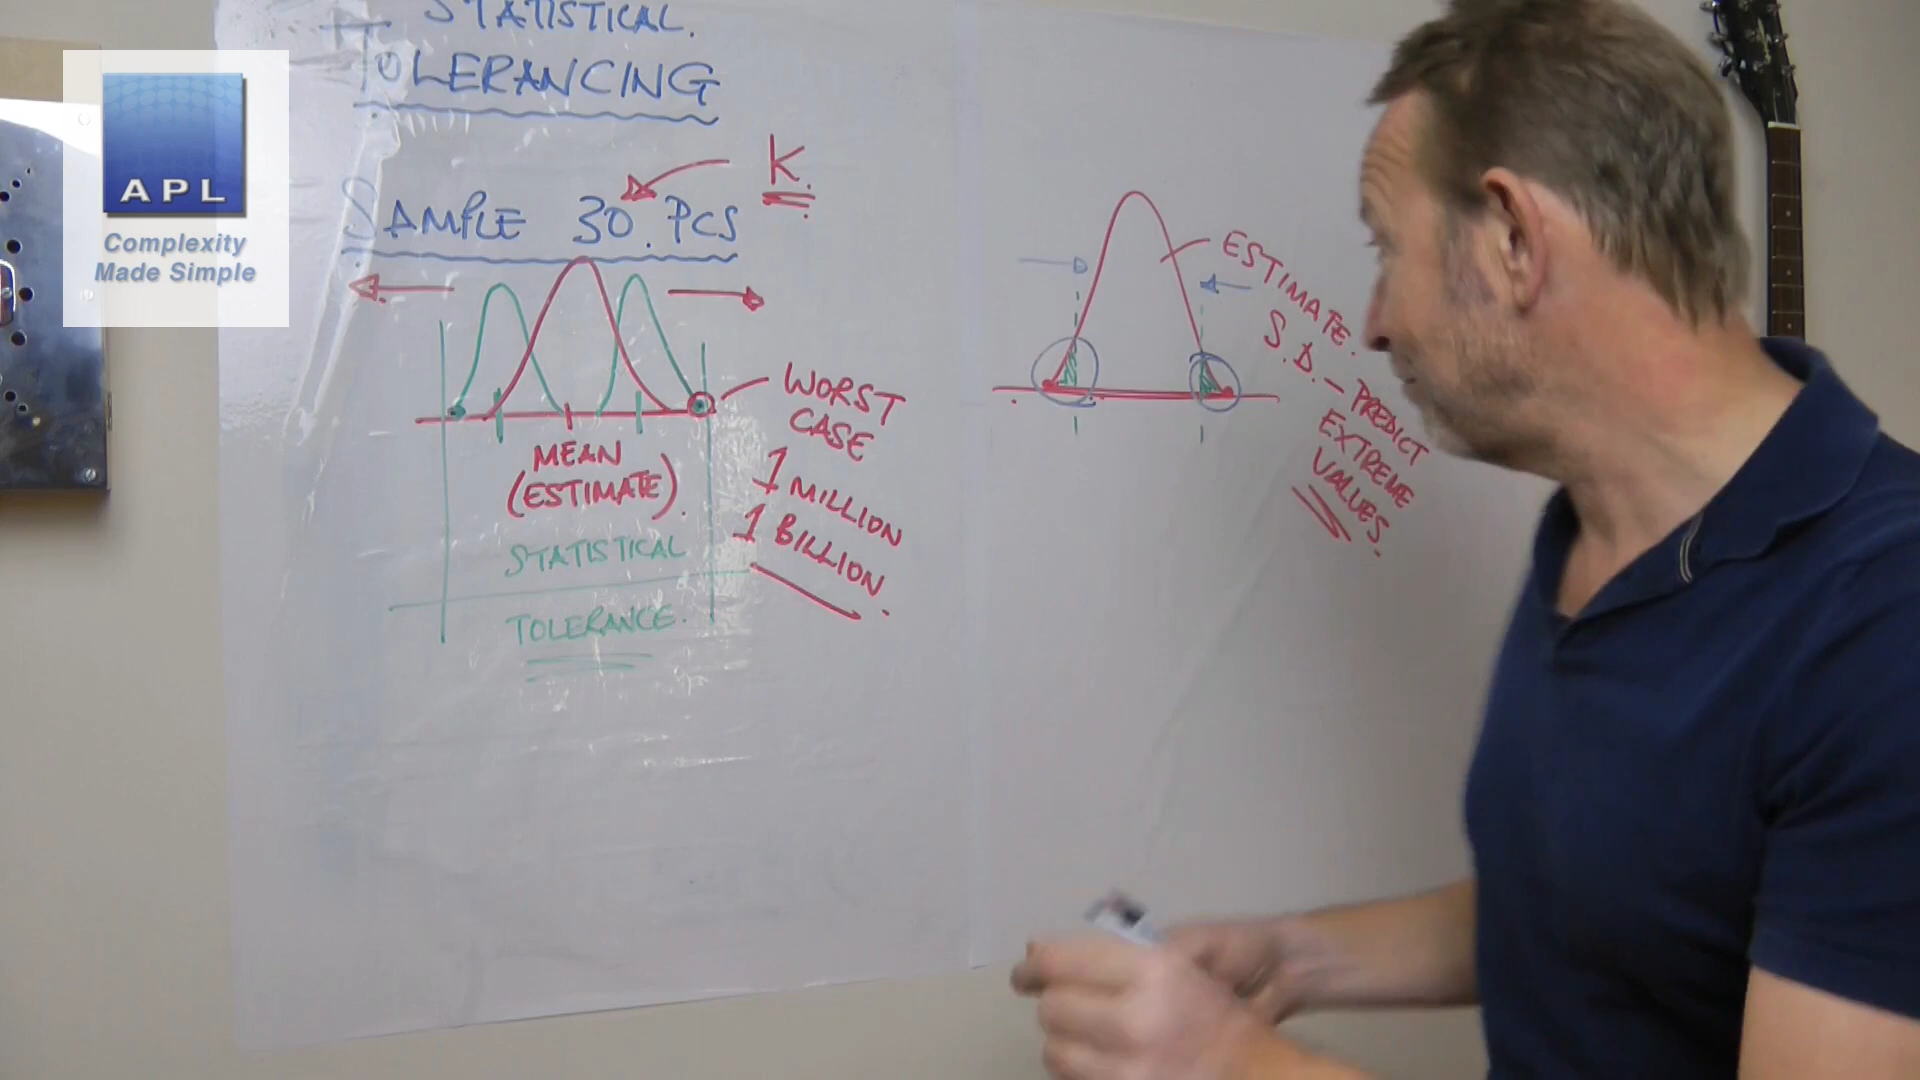 APL
Complexity
Made Simple
STATISTICAL.
TOLERANCING
K.
SAMPLE 30. PCS
WORST
CASE
1 MILLION
1 BILLION.
MEAN
(ESTIMATE).
STATISTICAL
TOLERANCE.
ESTIMATE.
S.D. - PREDICT
EXTREME
VALUES.